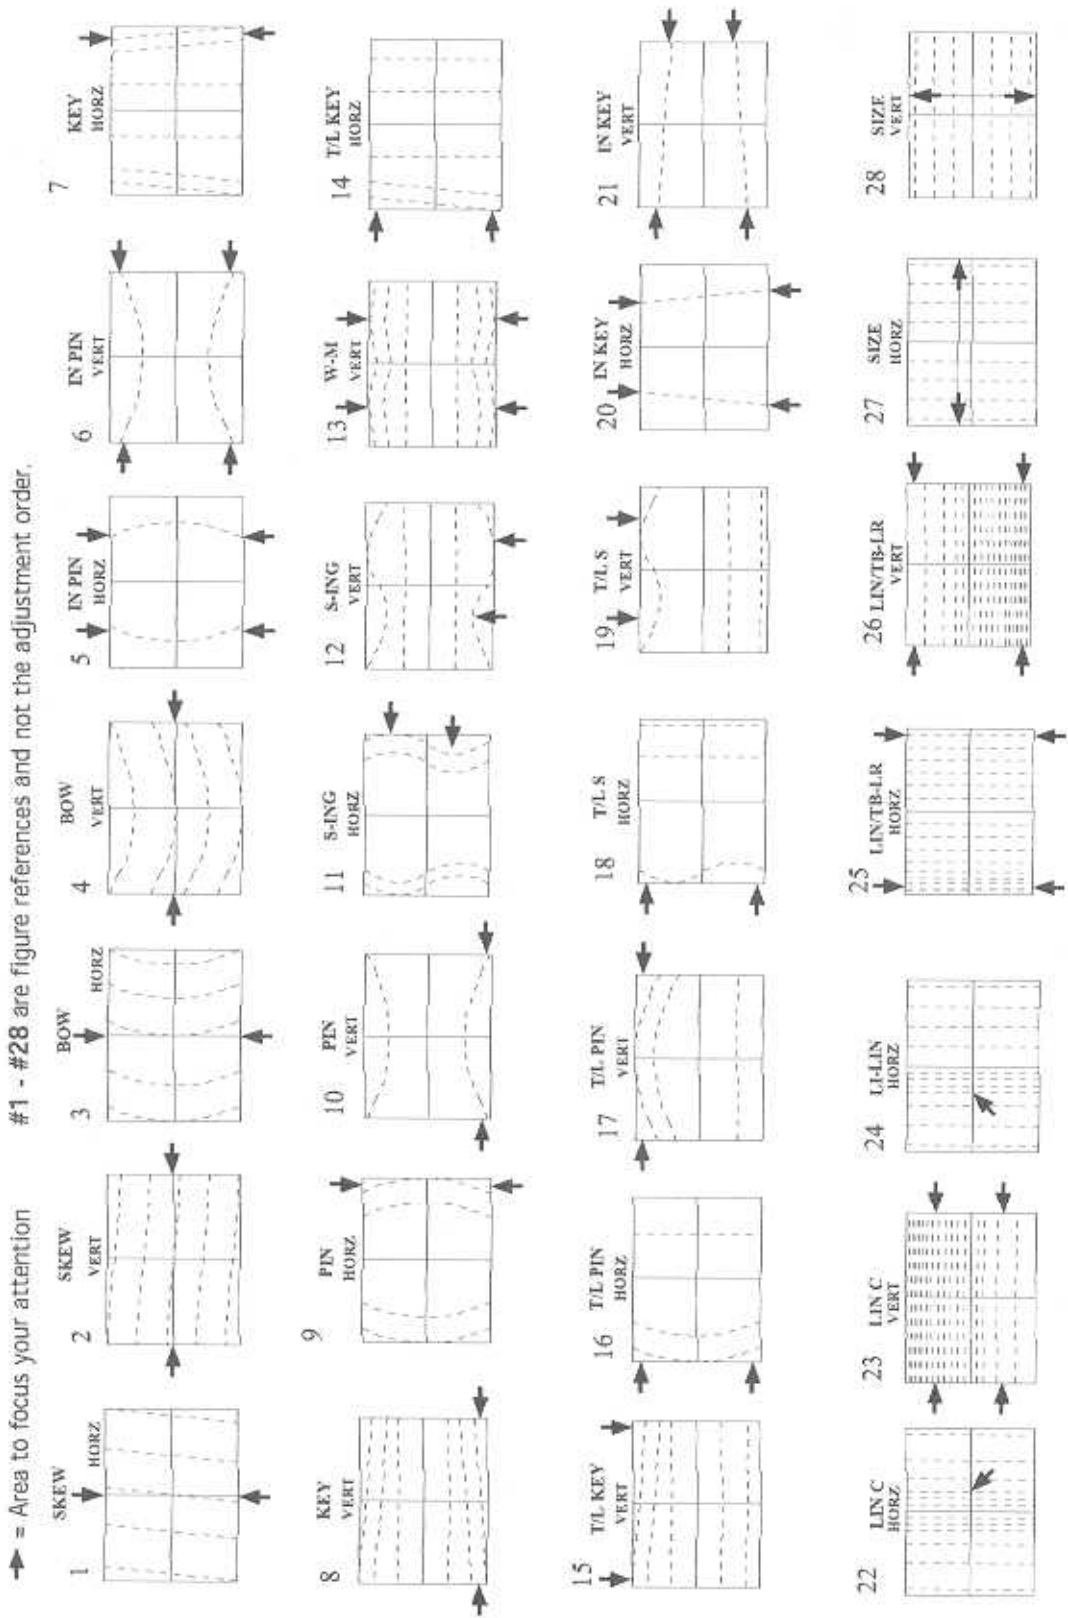 ➔ = Area to focus your attention
#1 - #28 are figure references and not the adjustment order.
1
SKEW
HORZ
2
SKEW
VERT
3
BOW
HORZ
4
BOW
VERT
5
IN PIN
HORZ
6
IN PIN
VERT
7
KEY
HORZ
8
KEY
VERT
9
PIN
HORZ
10
PIN
VERT
11
S-ING
HORZ
12
S-ING
VERT
13
W-M
VERT
14
T/L KEY
HORZ
15
T/L KEY
VERT
16
T/L PIN
HORZ
17
T/L PIN
VERT
18
T/L S
HORZ
19
T/L S
VERT
20
IN KEY
HORZ
21
IN KEY
VERT
22
LIN C
HORZ
23
LIN C
VERT
24
LI-LIN
HORZ
25
LIN/TB-LR
HORZ
26 LIN/TB-LR
VERT
27
SIZE
HORZ
28
SIZE
VERT